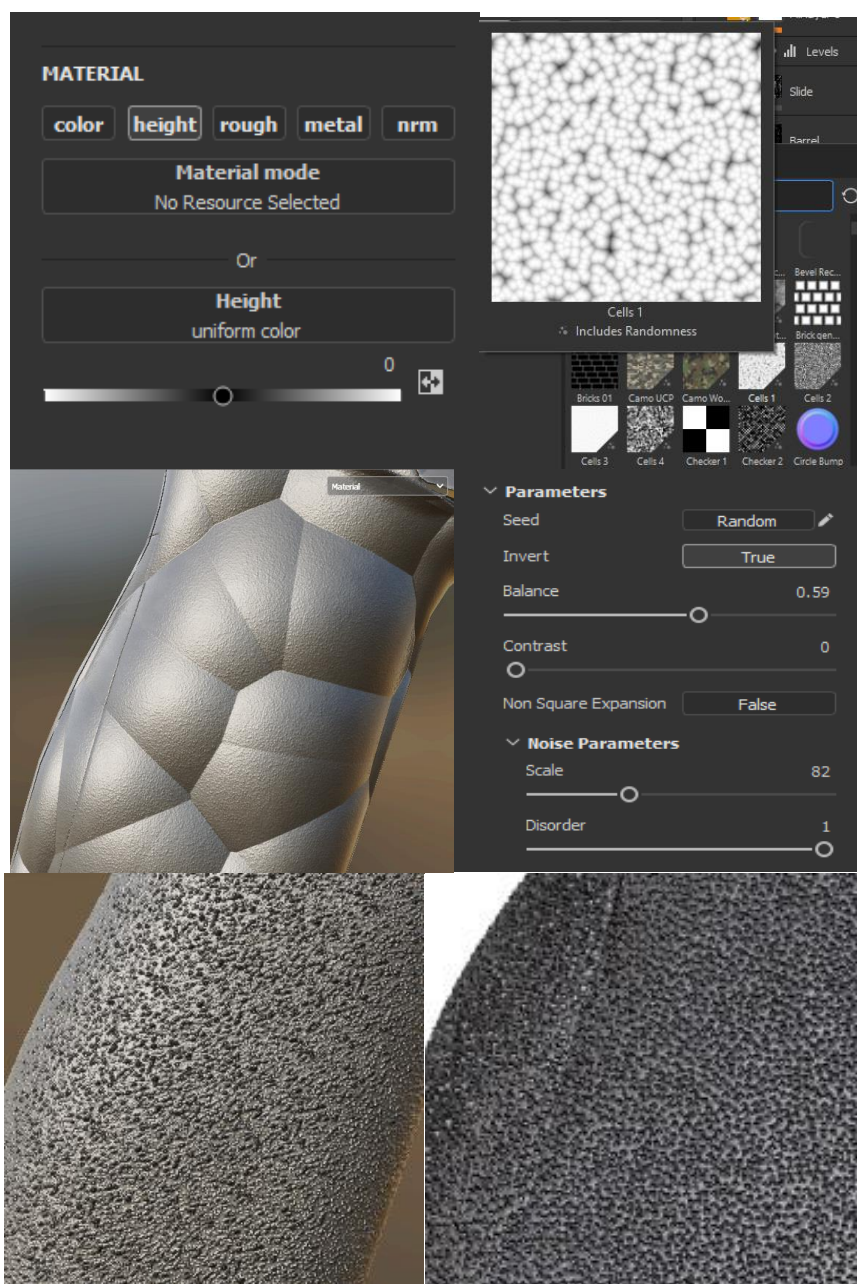 MATERIAL
color height rough metal nrm
Material mode
No Resource Selected
Or
Height
uniform color
0
Levels
Slide
Barrel
Cells 1
Includes Randomness
Bevel Rec...
Brick gen...
Bricks 01 Camo UCP Camo Wo... Cells 1 Cells 2
Cells 3 Cells 4 Checker 1 Checker 2 Circle Bump
Material
Parameters
Seed Random
Invert True
Balance 0.59
Contrast 0
Non Square Expansion False
Noise Parameters
Scale 82
Disorder 1